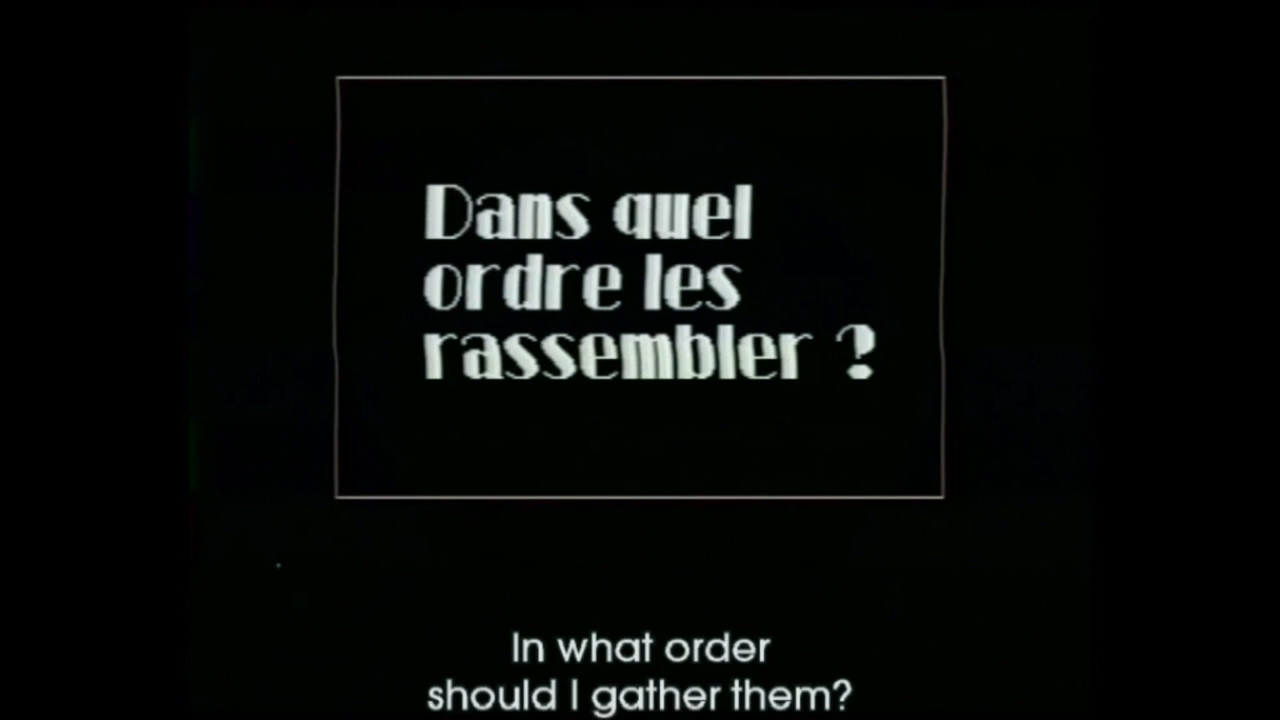 Dans quel
ordre les
rassembler ?
In what order
should I gather them?